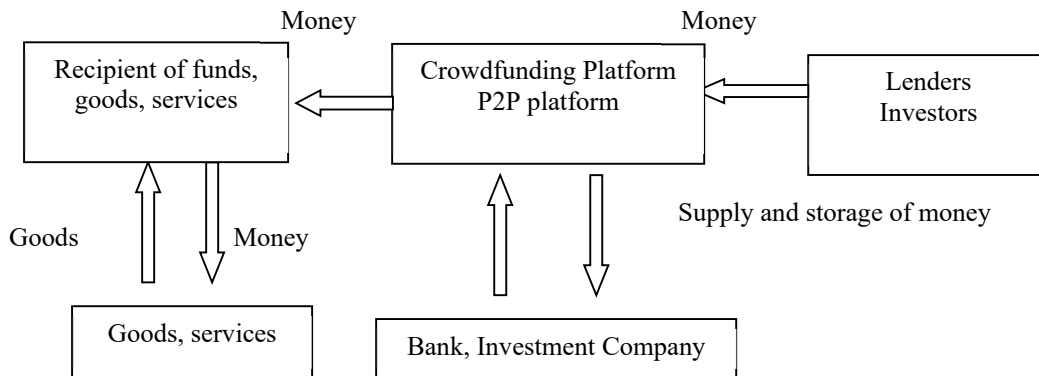 Money
Money
Recipient of funds,
goods, services
Crowdfunding Platform
P2P platform
Lenders
Investors
Supply and storage of money
Goods
Money
Goods, services
Bank, Investment Company